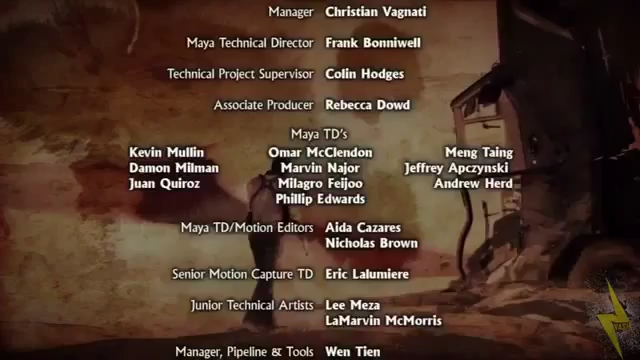 Manager Christian Vagnati
Maya Technical Director Frank Bonniwell
Technical Project Supervisor Colin Hodges
Associate Producer Rebecca Dowd
Maya TD's
Kevin Mullin Omar McClendon Meng Taing
Damon Milman Marvin Najor Jeffrey Apczynski
Juan Quiroz Milagro Feijoo Andrew Herd
Phillip Edwards
Maya TD/Motion Editors Aida Cazares
Nicholas Brown
Senior Motion Capture TD Eric Lalumiere
Junior Technical Artists Lee Meza
LaMarvin McMorris
Manager, Pipeline & Tools Wen Tien